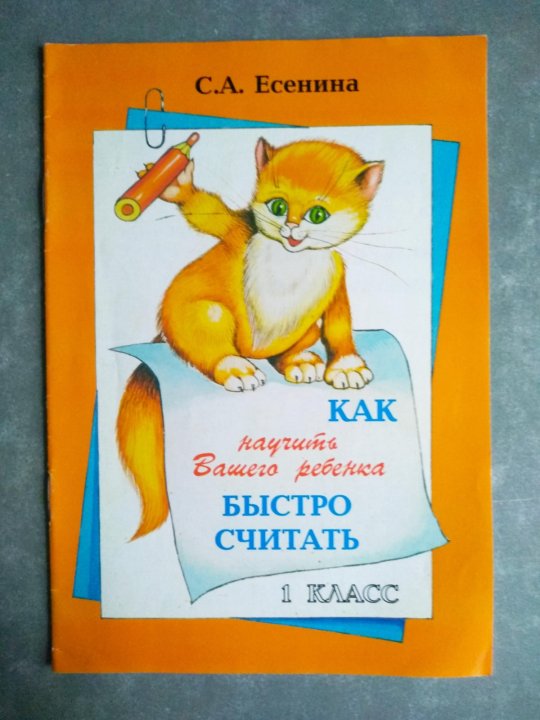 С.А. Есенина
КАК
научить
Вашего ребенка
БЫСТРО
СЧИТАТЬ
1 КЛАСС